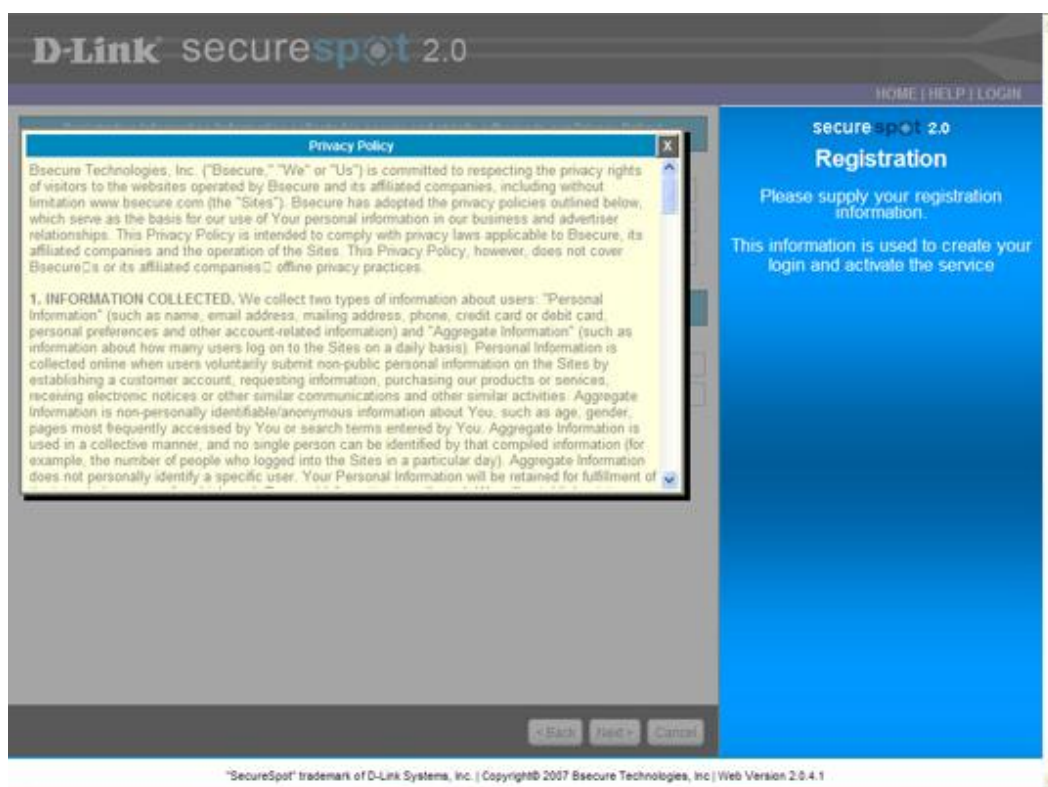 D-Link securespot 2.0
HOME | HELP | LOGIN
Privacy Policy
X
Bsecure Technologies, Inc. ("Bsecure," "We" or "Us") is committed to respecting the privacy rights
of visitors to the websites operated by Bsecure and its affiliated companies, including without
limitation www.bsecure.com (the "Sites"). Bsecure has adopted the privacy policies outlined below,
which serve as the basis for our use of Your personal information in our business and advertiser
relationships. This Privacy Policy is intended to comply with privacy laws applicable to Bsecure, its
affiliated companies and the operation of the Sites. This Privacy Policy, however, does not cover
Bsecure□s or its affiliated companies□ offline privacy practices.
1. INFORMATION COLLECTED. We collect two types of information about users: "Personal
Information" (such as name, email address, mailing address, phone, credit card or debit card,
personal preferences and other account-related information) and "Aggregate Information" (such as
information about how many users log on to the Sites on a daily basis). Personal Information is
collected online when users voluntarily submit non-public personal information on the Sites by
establishing a customer account, requesting information, purchasing our products or services,
receiving electronic notices or other similar communications and other similar activities. Aggregate
Information is non-personally identifiable/anonymous information about You, such as age, gender,
pages most frequently accessed by You or search terms entered by You. Aggregate Information is
used in a collective manner, and no single person can be identified by that compiled information (for
example, the number of people who logged into the Sites in a particular day). Aggregate Information
does not personally identify a specific user. Your Personal Information will be retained for fulfillment of
securespot 2.0
Registration
Please supply your registration
information.
This information is used to create your
login and activate the service
< Back Next > Cancel
"SecureSpot" trademark of D-Link Systems, Inc. | Copyright© 2007 Bsecure Technologies, Inc | Web Version 2.0.4.1